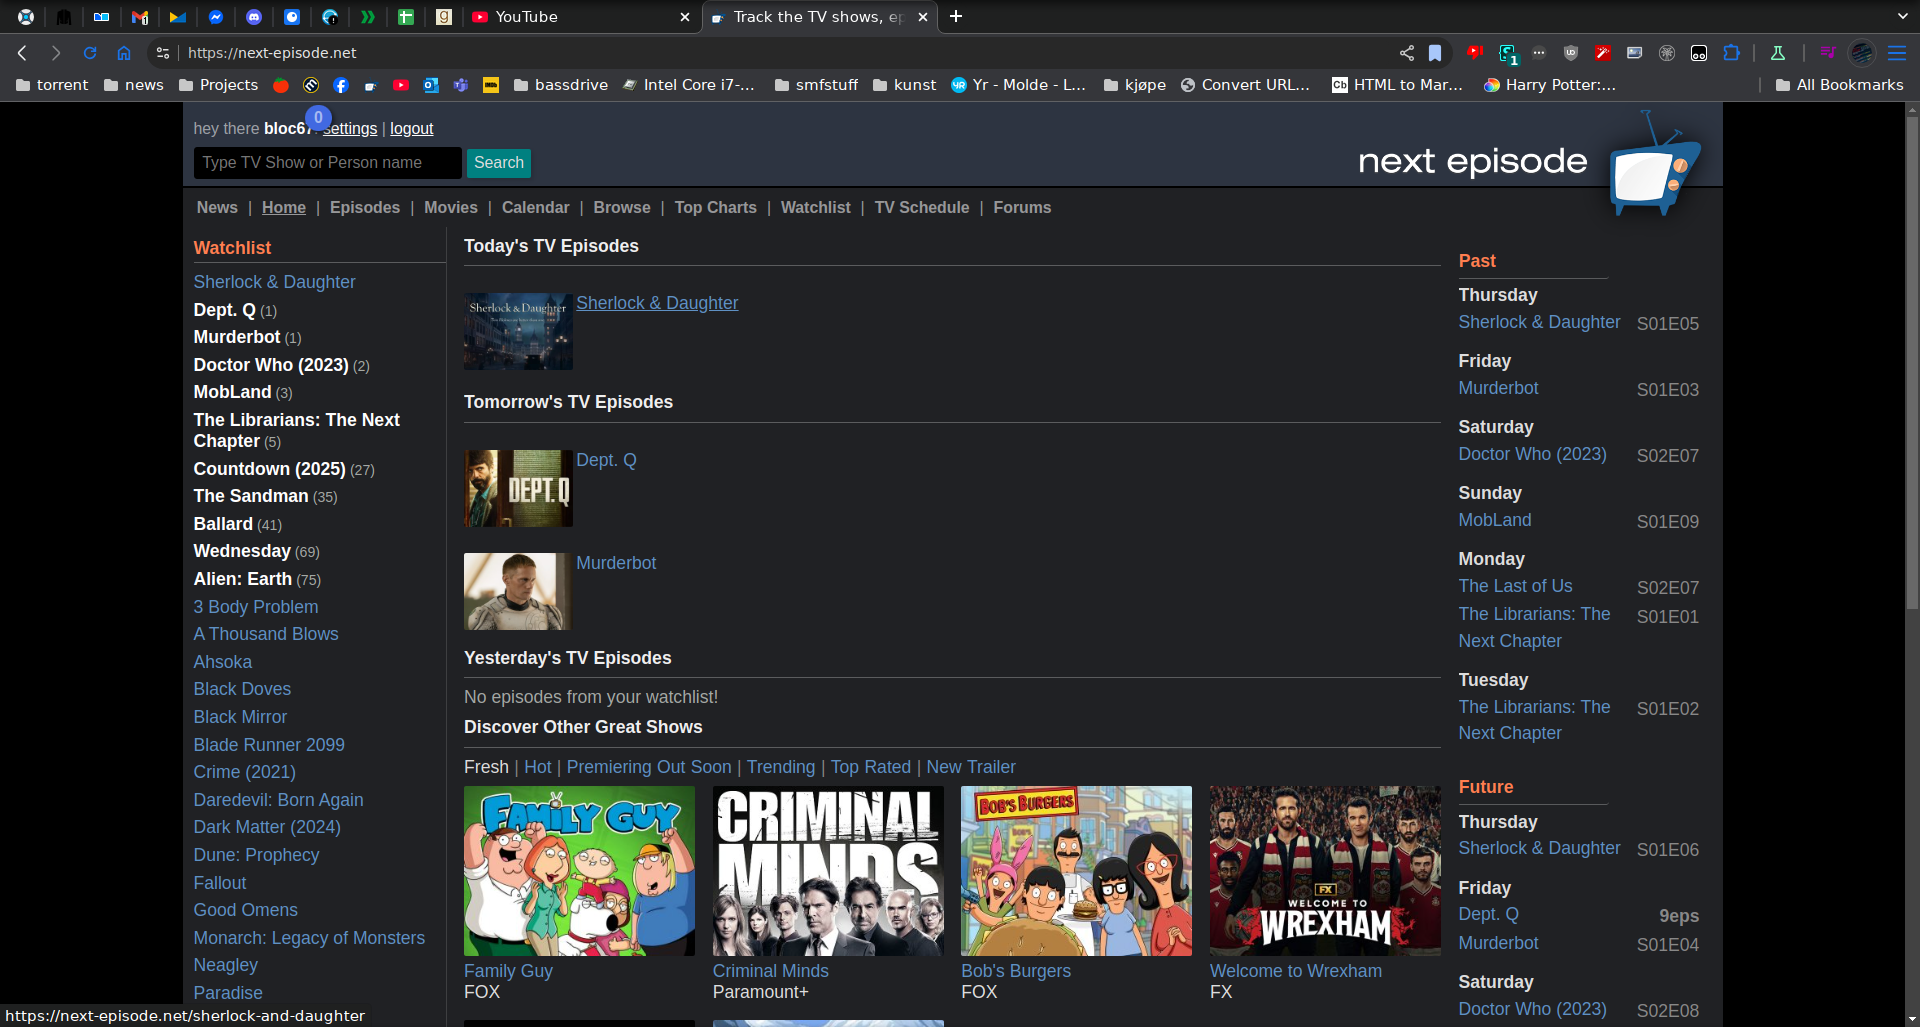 YouTube
Track the TV shows, ep
https://next-episode.net
1
torrent
news
Projects
bassdrive
Intel Core i7-...
smfstuff
kunst
Yr - Molde - L...
kjøpe
Convert URL...
HTML to Mar...
Harry Potter:...
All Bookmarks
hey there bloc67
0
settings | logout
Type TV Show or Person name
Search
next episode
News | Home | Episodes | Movies | Calendar | Browse | Top Charts | Watchlist | TV Schedule | Forums
Watchlist
Sherlock & Daughter
Dept. Q (1)
Murderbot (1)
Doctor Who (2023) (2)
MobLand (3)
The Librarians: The Next
Chapter (5)
Countdown (2025) (27)
The Sandman (35)
Ballard (41)
Wednesday (69)
Alien: Earth (75)
3 Body Problem
A Thousand Blows
Ahsoka
Black Doves
Black Mirror
Blade Runner 2099
Crime (2021)
Daredevil: Born Again
Dark Matter (2024)
Dune: Prophecy
Fallout
Good Omens
Monarch: Legacy of Monsters
Neagley
Paradise
https://next-episode.net/sherlock-and-daughter
Today's TV Episodes
Sherlock & Daughter
Sherlock & Daughter
Tomorrow's TV Episodes
DEPT. Q
Dept. Q
Murderbot
Yesterday's TV Episodes
No episodes from your watchlist!
Discover Other Great Shows
Fresh | Hot | Premiering Out Soon | Trending | Top Rated | New Trailer
FAMILY GUY
CRIMINAL
MINDS
BOB'S BURGERS
FX
WELCOME TO
WREXHAM
Family Guy
FOX
Criminal Minds
Paramount+
Bob's Burgers
FOX
Welcome to Wrexham
FX
Past
Thursday
Sherlock & Daughter S01E05
Friday
Murderbot S01E03
Saturday
Doctor Who (2023) S02E07
Sunday
MobLand S01E09
Monday
The Last of Us S02E07
The Librarians: The S01E01
Next Chapter
Tuesday
The Librarians: The S01E02
Next Chapter
Future
Thursday
Sherlock & Daughter S01E06
Friday
Dept. Q 9eps
Murderbot S01E04
Saturday
Doctor Who (2023) S02E08